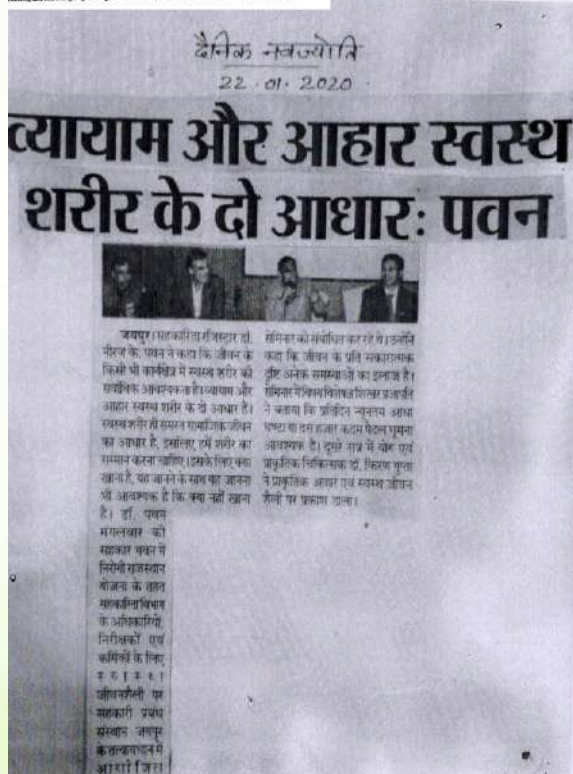 दैनिक नवज्योति
22.01.2020
व्यायाम और आहार स्वस्थ
शरीर के दो आधार: पवन
जयपुर। सहकारिता रजिस्ट्रार डॉ.
नीरज के. पवन ने कहा कि जीवन के
किसी भी कार्यक्षेत्र में स्वस्थ शरीर की
सर्वाधिक आवश्यकता है। व्यायाम और
आहार स्वस्थ शरीर के दो आधार है।
स्वस्थ शरीर ही समस्त सामाजिक जीवन
का आधार है, इसलिए हमें शरीर का
सम्मान करना चाहिए। इसके लिए क्या
खाना है, यह जानने के साथ यह जानना
भी आवश्यक है कि क्या नहीं खाना
है। डॉ. पवन
मंगलवार को
सहकार भवन में
निरोगी राजस्थान
योजना के तहत
सहकारिता विभाग
के अधिकारियों,
निरीक्षकों एवं
कार्मिकों के लिए
जीवनशैली पर
सहकारी प्रबंध
संस्थान जयपुर
के तत्वावधान में
आयोजित
सेमिनार को संबोधित कर रहे थे। उन्होंने
कहा कि जीवन के प्रति सकारात्मक
दृष्टि अनेक समस्याओं का इलाज है।
सेमिनार में विषय विशेषज्ञ शिखर प्रजापति
ने बताया कि प्रतिदिन न्यूनतम आधा
घण्टा या दस हजार कदम पैदल घूमना
आवश्यक है। दूसरे सत्र में योग एवं
प्राकृतिक चिकित्सक डॉ. किरण गुप्ता
ने प्राकृतिक आहार एवं स्वस्थ जीवन
शैली पर प्रकाश डाला।